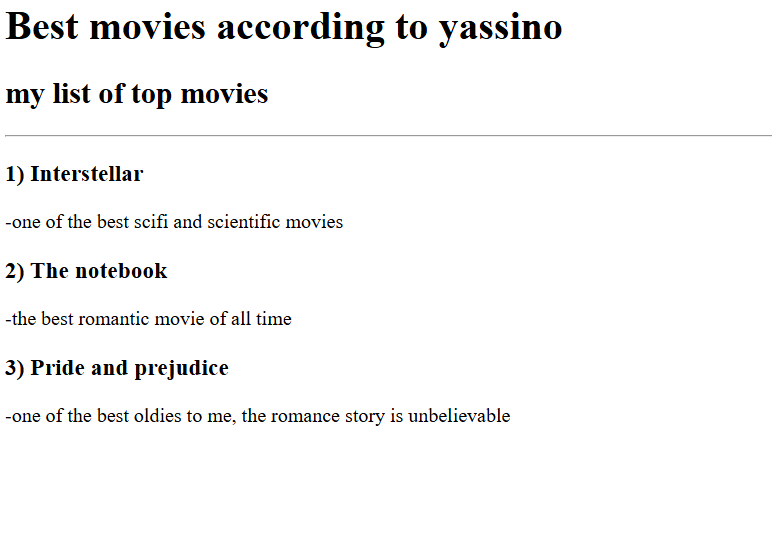 Best movies according to yassino
my list of top movies
1) Interstellar
-one of the best scifi and scientific movies
2) The notebook
-the best romantic movie of all time
3) Pride and prejudice
-one of the best oldies to me, the romance story is unbelievable